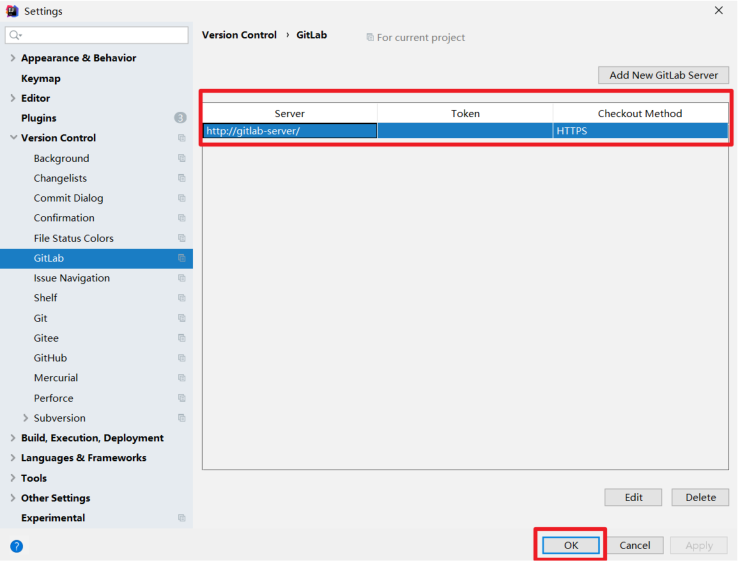 Settings
Version Control › GitLab
For current project
Appearance & Behavior
Keymap
Editor
Plugins 3
Version Control
Background
Changelists
Commit Dialog
Confirmation
File Status Colors
GitLab
Issue Navigation
Shelf
Git
Gitee
GitHub
Mercurial
Perforce
Subversion
Build, Execution, Deployment
Languages & Frameworks
Tools
Other Settings
Experimental
Add New GitLab Server
Server Token Checkout Method
http://gitlab-server/ HTTPS
Edit Delete
? OK Cancel Apply